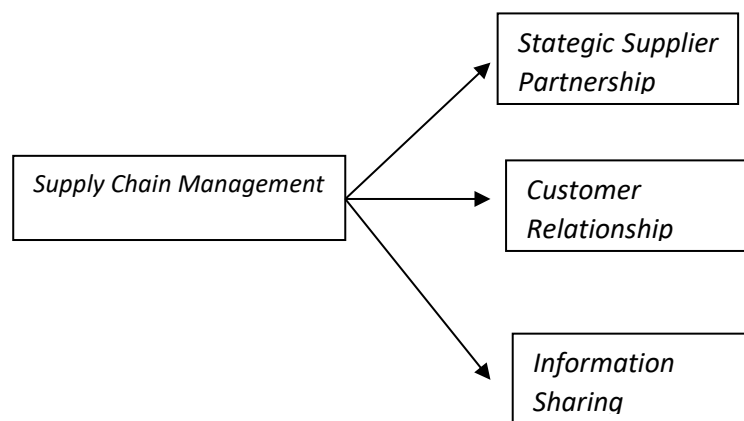 Stategic Supplier
Partnership
Supply Chain Management
Customer
Relationship
Information
Sharing